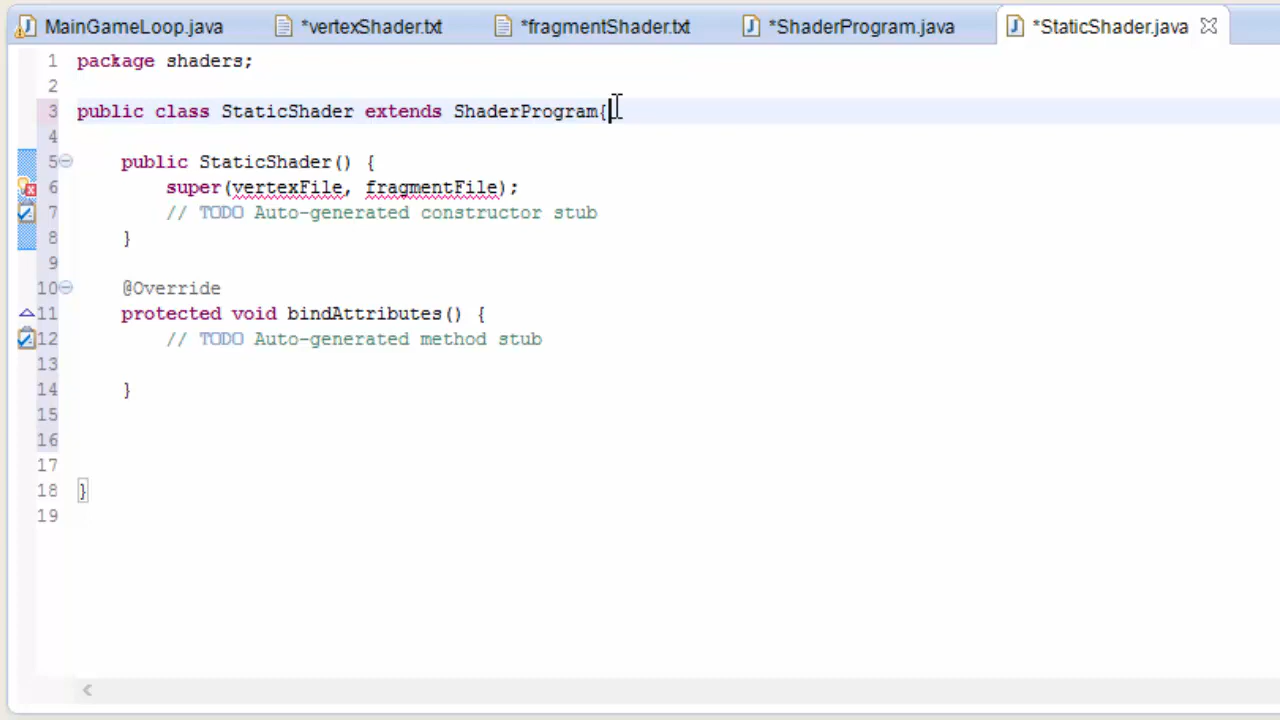 MainGameLoop.java *vertexShader.txt *fragmentShader.txt *ShaderProgram.java *StaticShader.java
1 package shaders;
2
3 public class StaticShader extends ShaderProgram{
4
5 public StaticShader() {
6 super(vertexFile, fragmentFile);
7 // TODO Auto-generated constructor stub
8 }
9
10 @Override
11 protected void bindAttributes() {
12 // TODO Auto-generated method stub
13
14 }
15
16
17
18 }
19